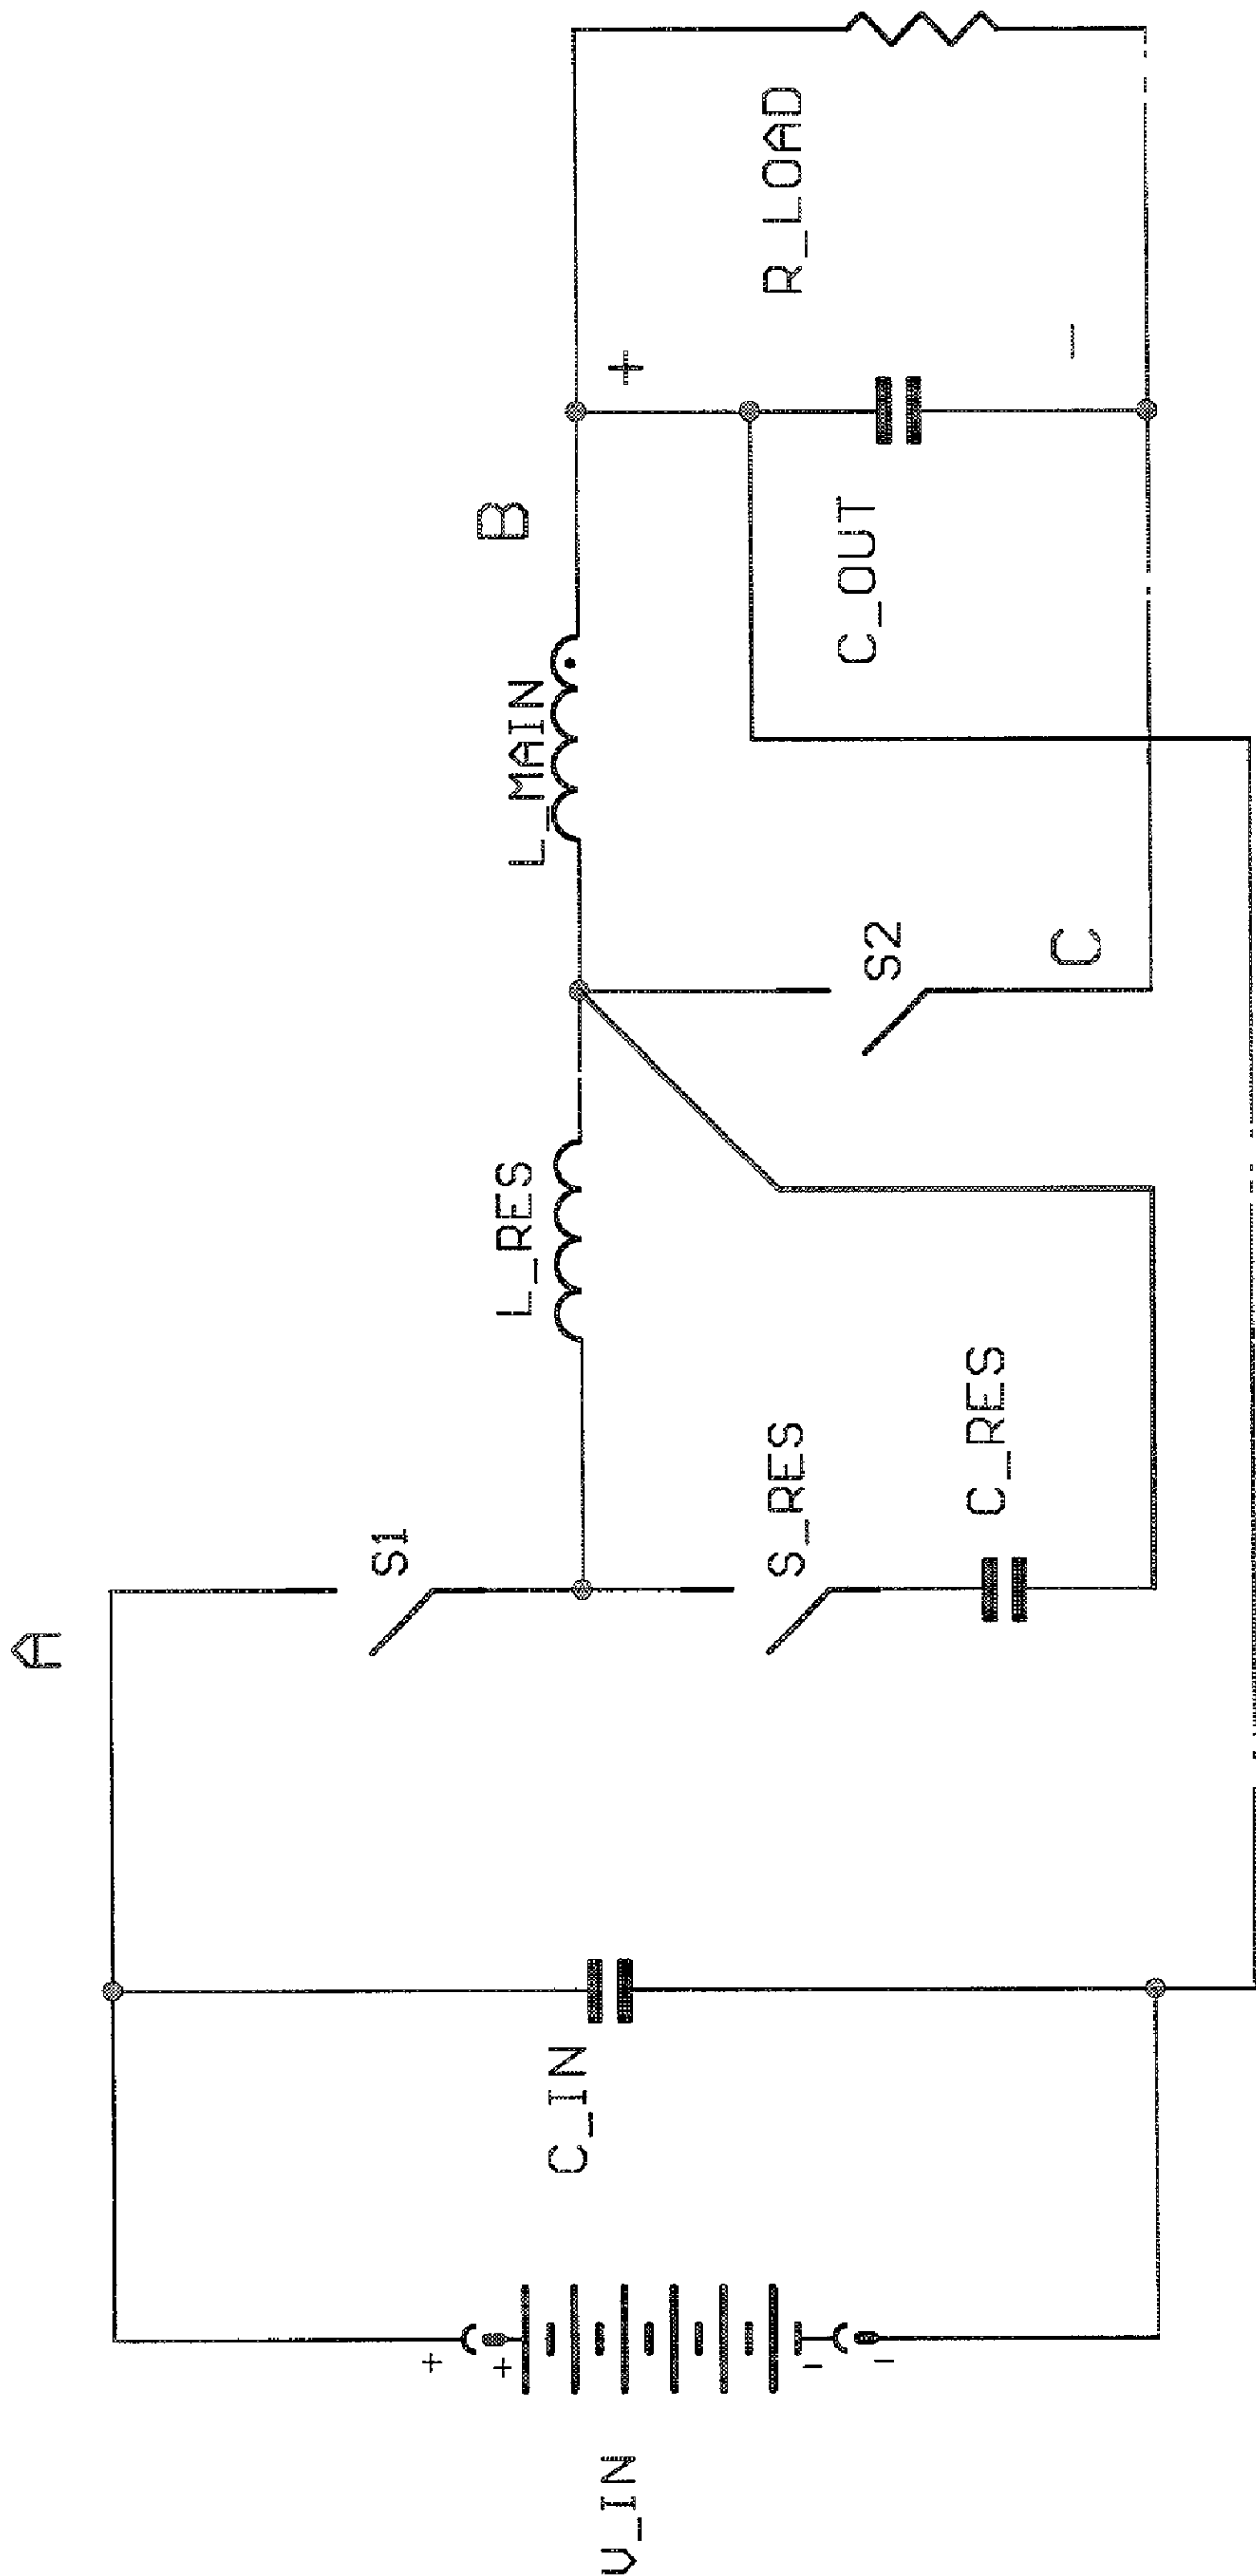 A
S1
L_RES
L_MAIN
B
+
S_RES
C_RES
S2
C
C_OUT
R_LOAD
-
C_IN
V_IN
+
+
-
-